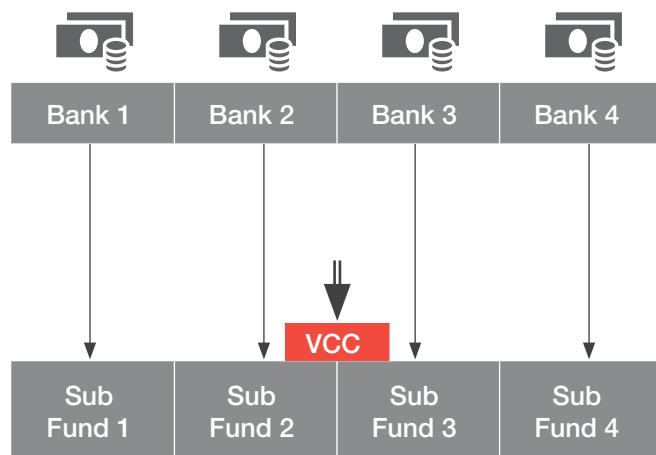 Bank 1 Bank 2 Bank 3 Bank 4
VCC
Sub Sub Sub Sub
Fund 1 Fund 2 Fund 3 Fund 4